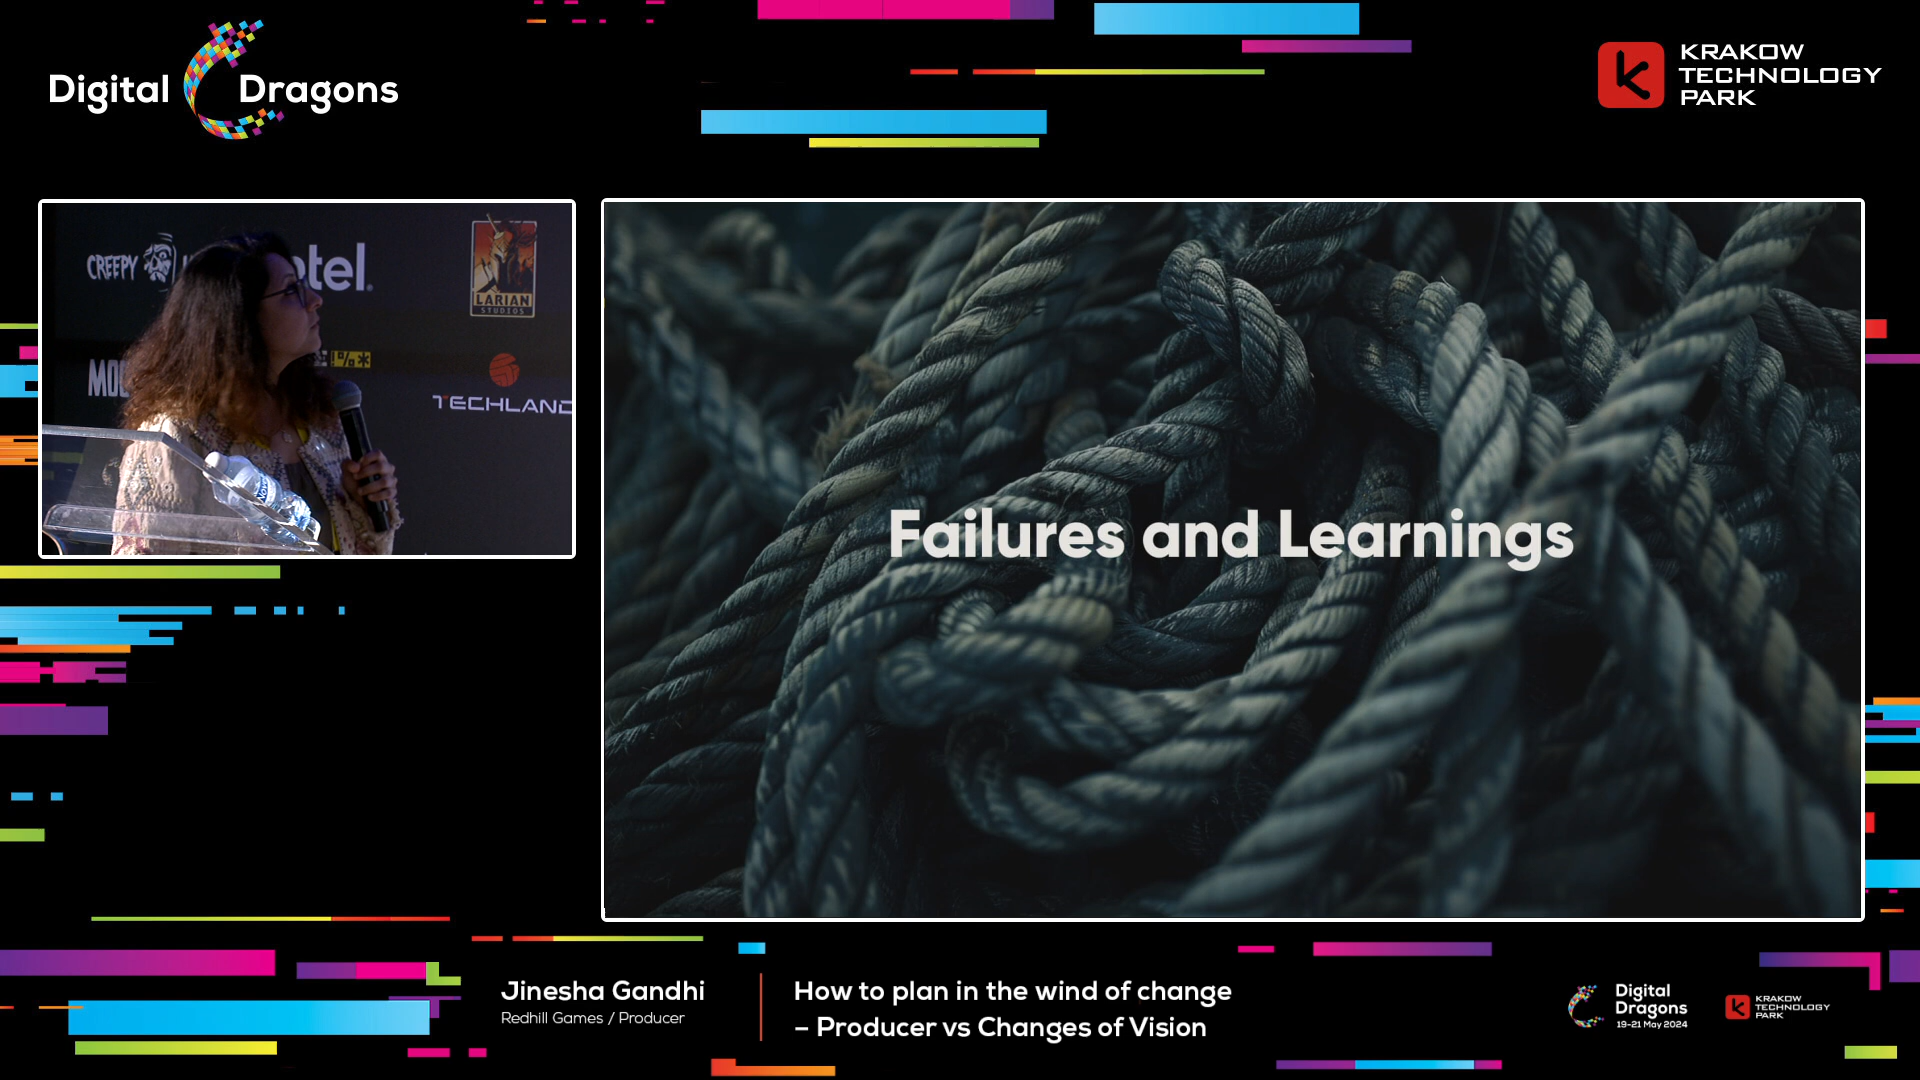 Digital Dragons
KRAKOW
TECHNOLOGY
PARK
CREEPY
ntel.
LARIAN
STUDIOS
!%*
TECHLAND
Failures and Learnings
Jinesha Gandhi
Redhill Games / Producer
How to plan in the wind of change
– Producer vs Changes of Vision
Digital
Dragons
19-21 May 2024
KRAKOW
TECHNOLOGY
PARK